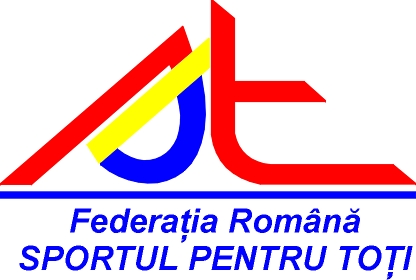 Federația Română
SPORTUL PENTRU TOȚI